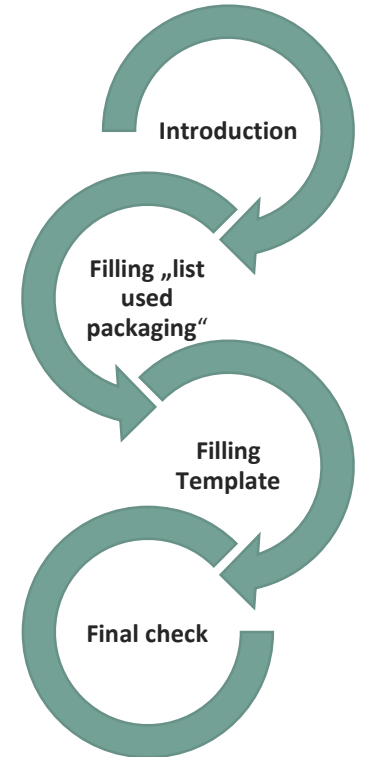 Introduction
Filling „list
used
packaging“
Filling
Template
Final check